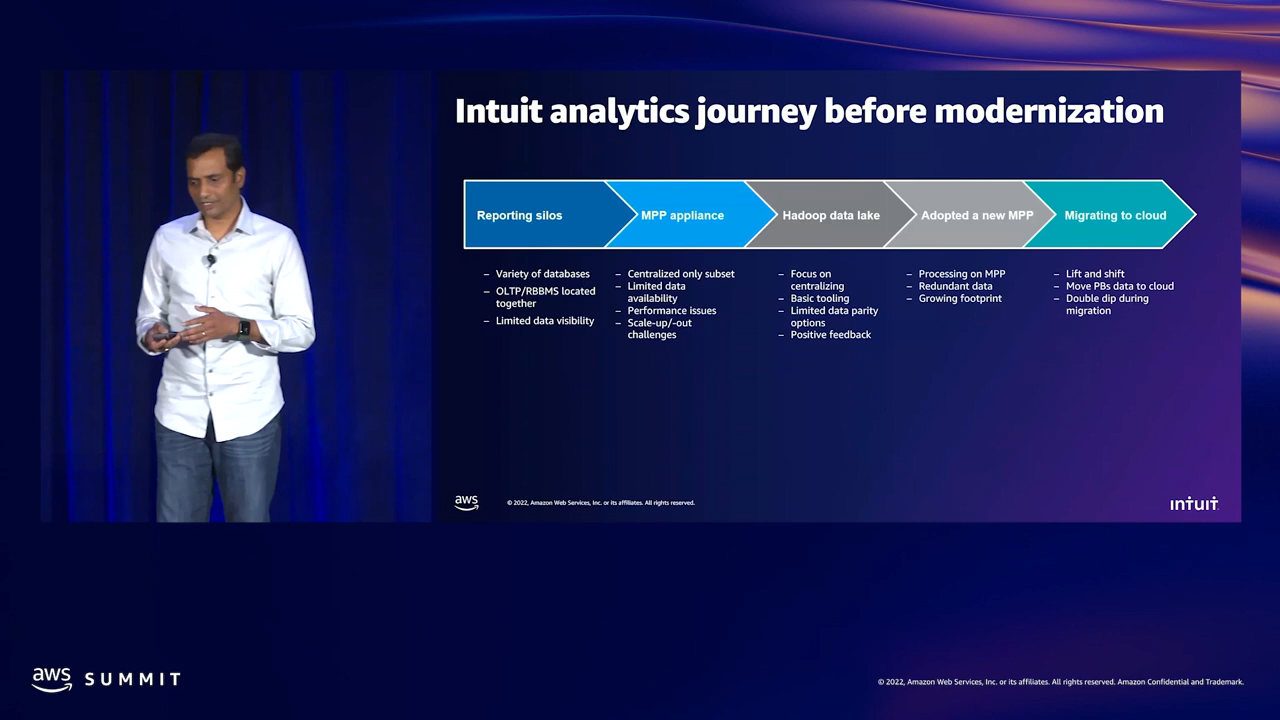 Intuit analytics journey before modernization
Reporting silos
MPP appliance
Hadoop data lake
Adopted a new MPP
Migrating to cloud
– Variety of databases
– OLTP/RBBMS located
together
– Limited data visibility
– Centralized only subset
– Limited data
availability
– Performance issues
– Scale-up/-out
challenges
– Focus on
centralizing
– Basic tooling
– Limited data parity
options
– Positive feedback
– Processing on MPP
– Redundant data
– Growing footprint
– Lift and shift
– Move PBs data to cloud
– Double dip during
migration
aws
© 2022, Amazon Web Services, Inc. or its affiliates. All rights reserved.
INTUIT
aws SUMMIT
© 2022, Amazon Web Services, Inc. or its affiliates. All rights reserved. Amazon Confidential and Trademark.